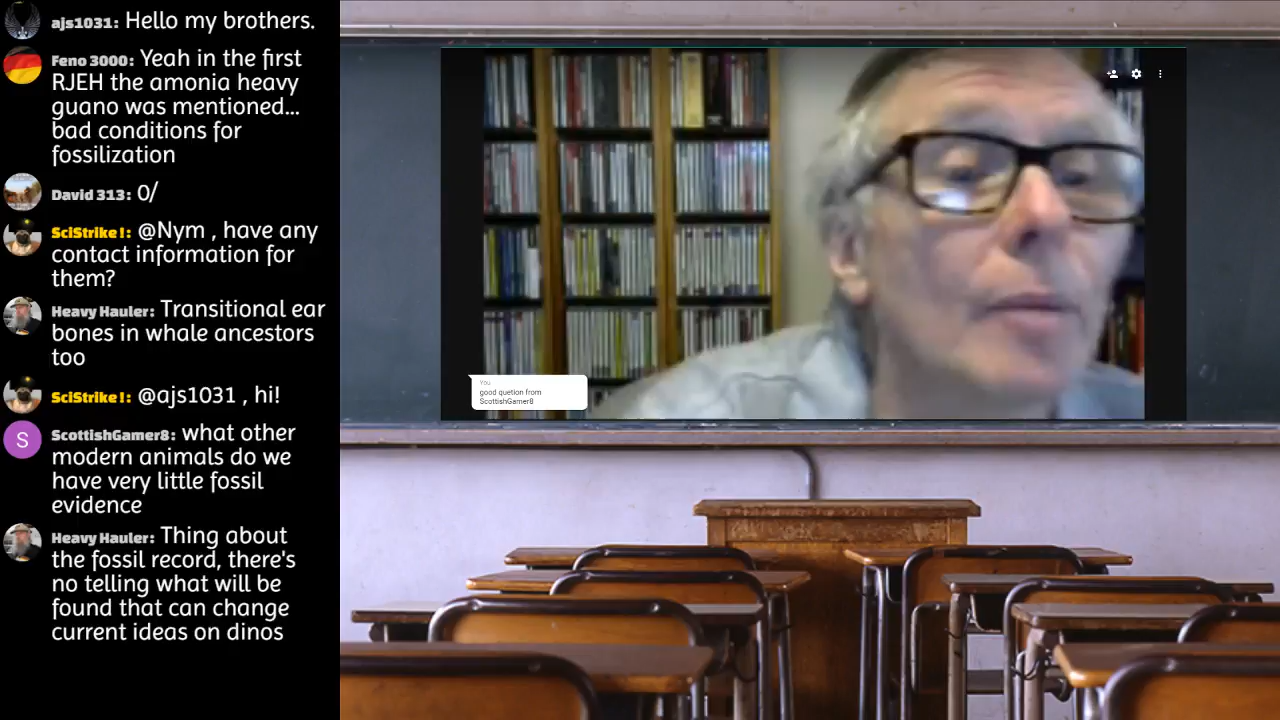 ajs1031: Hello my brothers.
Feno 3000: Yeah in the first
RJEH the amonia heavy
guano was mentioned...
bad conditions for
fossilization
David 313: 0/
SciStrike!: @Nym , have any
contact information for
them?
Heavy Hauler: Transitional ear
bones in whale ancestors
too
SciStrike!: @ajs1031 , hi!
S
ScottishGamer8: what other
modern animals do we
have very little fossil
evidence
Heavy Hauler: Thing about
the fossil record, there's
no telling what will be
found that can change
current ideas on dinos
You
good quetion from
ScottishGamer8